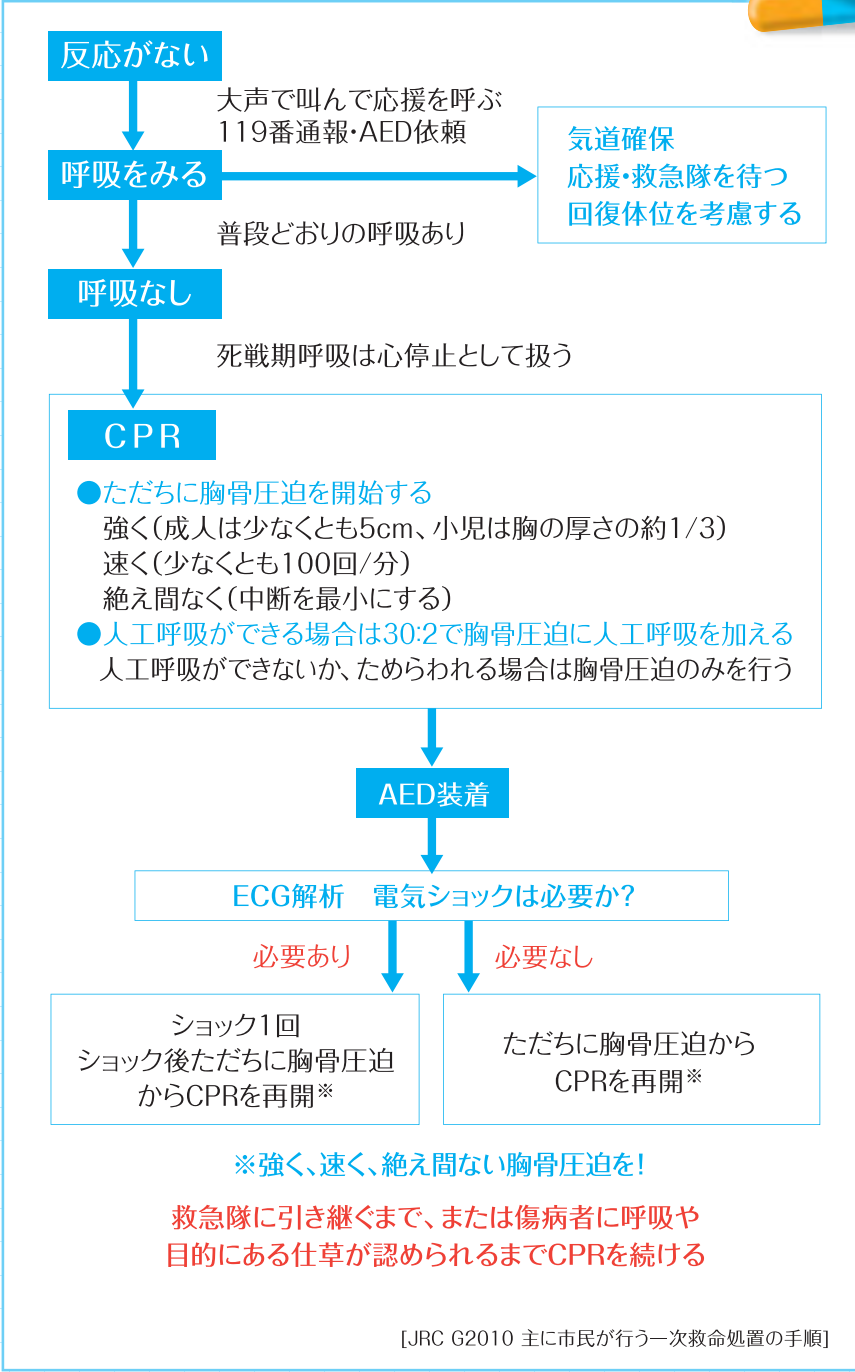 反応がない
大声で叫んで応援を呼ぶ
119番通報・AED依頼
呼吸をみる
気道確保
応援・救急隊を待つ
回復体位を考慮する
普段どおりの呼吸あり
呼吸なし
死戦期呼吸は心停止として扱う
CPR
●ただちに胸骨圧迫を開始する
強く(成人は少なくとも5cm、小児は胸の厚さの約1/3)
速く(少なくとも100回/分)
絶え間なく(中断を最小にする)
●人工呼吸ができる場合は30:2で胸骨圧迫に人工呼吸を加える
人工呼吸ができないか、ためらわれる場合は胸骨圧迫のみを行う
AED装着
ECG解析　電気ショックは必要か?
必要あり
必要なし
ショック1回
ショック後ただちに胸骨圧迫
からCPRを再開※
ただちに胸骨圧迫から
CPRを再開※
※強く、速く、絶え間ない胸骨圧迫を!
救急隊に引き継ぐまで、または傷病者に呼吸や
目的にある仕草が認められるまでCPRを続ける
[JRC G2010 主に市民が行う一次救命処置の手順]